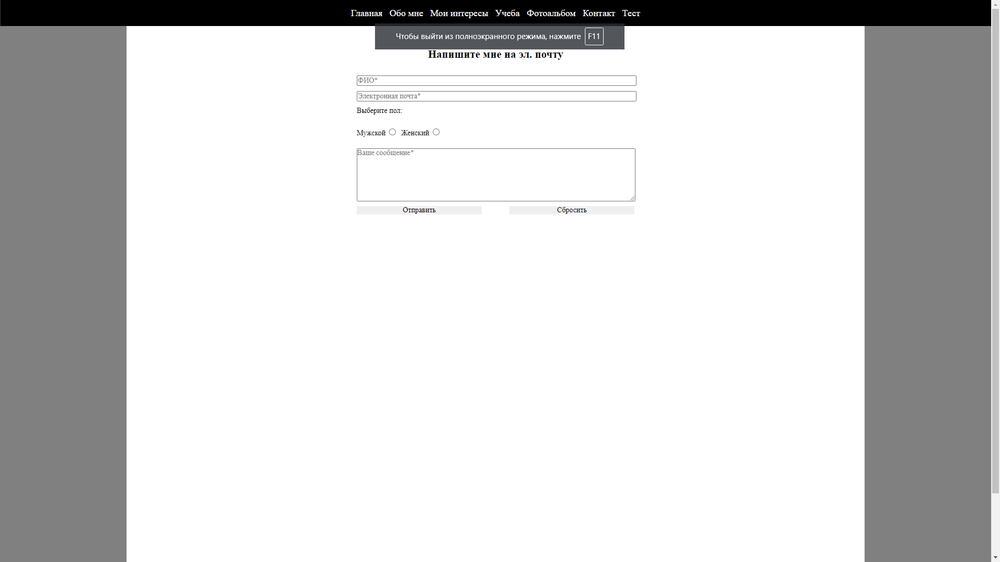 Главная Обо мне Мои интересы Учеба Фотоальбом Контакт Тест
Чтобы выйти из полноэкранного режима, нажмите F11
Напишите мне на эл. почту
ФИО*
Электронная почта*
Выберите пол:
Мужской Женский
Ваше сообщение*
Отправить Сбросить